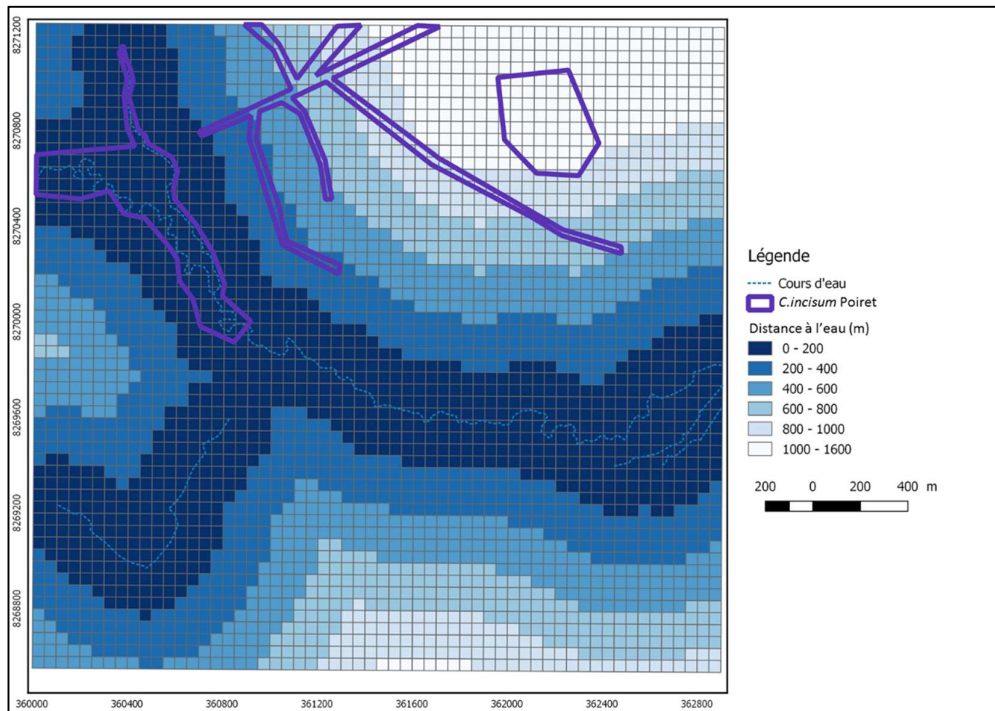 8271200
8270800
8270400
8270000
8269600
8269200
8268800
360000 360400 360800 361200 361600 362000 362400 362800
Légende
Cours d'eau
C.incisum Poiret
Distance à l'eau (m)
0 - 200
200 - 400
400 - 600
600 - 800
800 - 1000
1000 - 1600
200 0 200 400 m